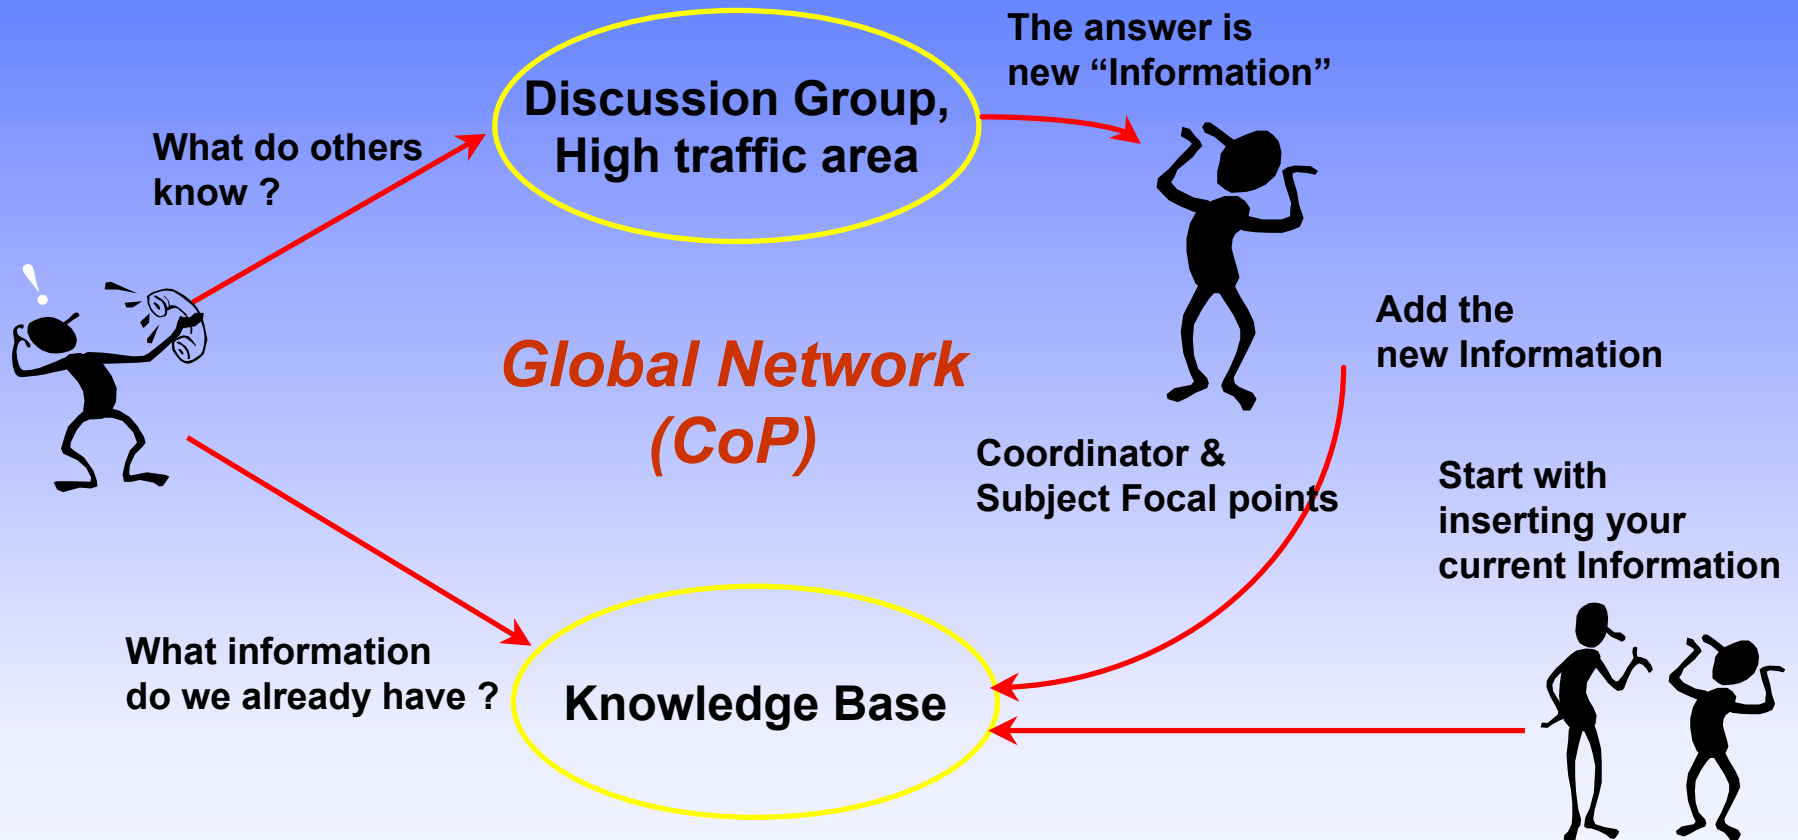 The answer is
new “Information”
Discussion Group,
High traffic area
What do others
know ?
!
Global Network
(CoP)
Add the
new Information
Coordinator &
Subject Focal points
Start with
inserting your
current Information
What information
do we already have ?
Knowledge Base